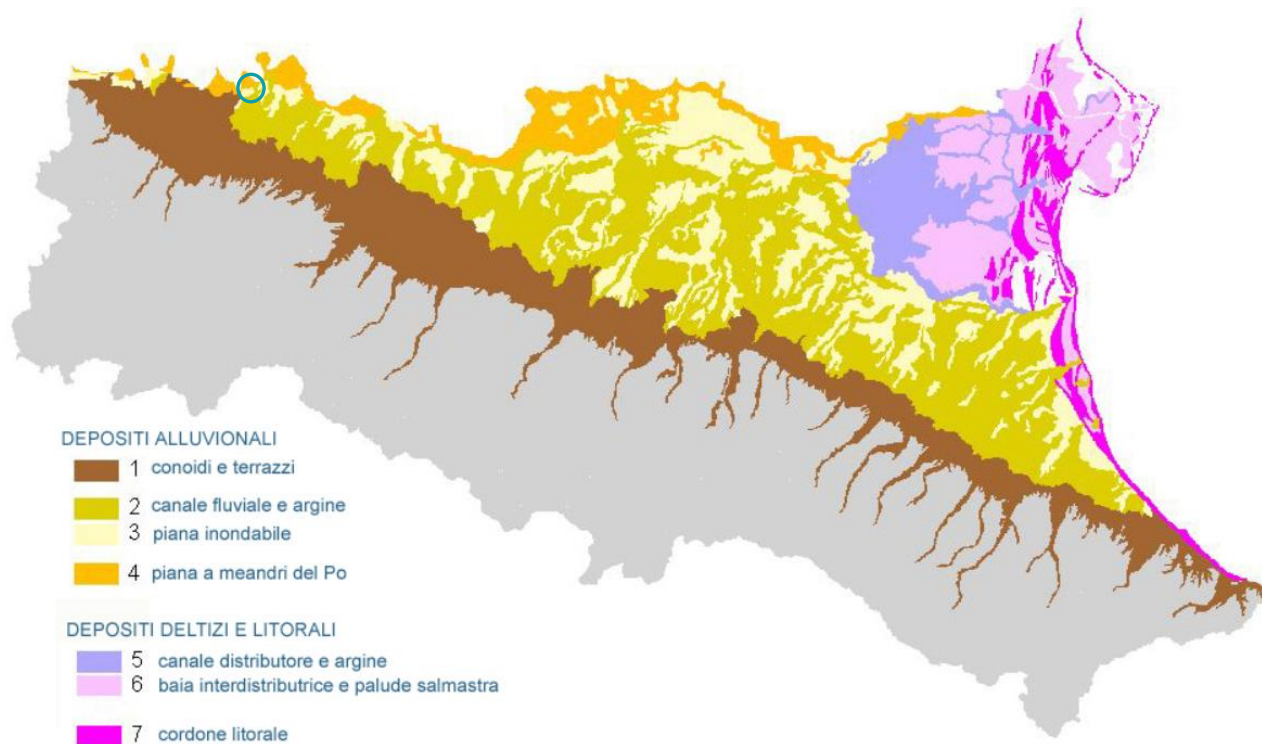 DEPOSITI ALLUVIONALI
1 conoidi e terrazzi
2 canale fluviale e argine
3 piana inondabile
4 piana a meandri del Po
DEPOSITI DELTIZI E LITORALI
5 canale distributore e argine
6 baia interdistributrice e palude salmastra
7 cordone litorale